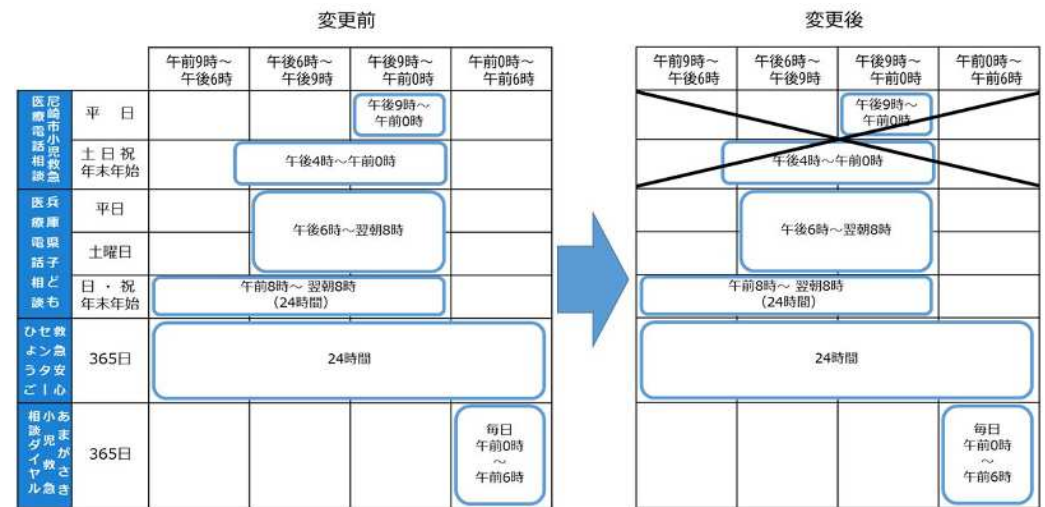 変更前
午前9時～
午後6時
午後6時～
午後9時
午後9時～
午前0時
午前0時～
午前6時
尼崎市小児救急
医療電話相談
平　日
午後9時～
午前0時
土日祝
年末年始
午後4時～午前0時
兵庫県子ども
医療電話相談
平日
午後6時～翌朝8時
土曜日
日・祝
年末年始
午前8時～ 翌朝8時
（24時間）
救急安心
センター
ひょうご
365日
24時間
あまがさき
小児救急
相談ダイヤル
365日
毎日
午前0時
～
午前6時
変更後
午前9時～
午後6時
午後6時～
午後9時
午後9時～
午前0時
午前0時～
午前6時
午後9時～
午前0時
午後4時～午前0時
午後6時～翌朝8時
午前8時～ 翌朝8時
（24時間）
24時間
毎日
午前0時
～
午前6時